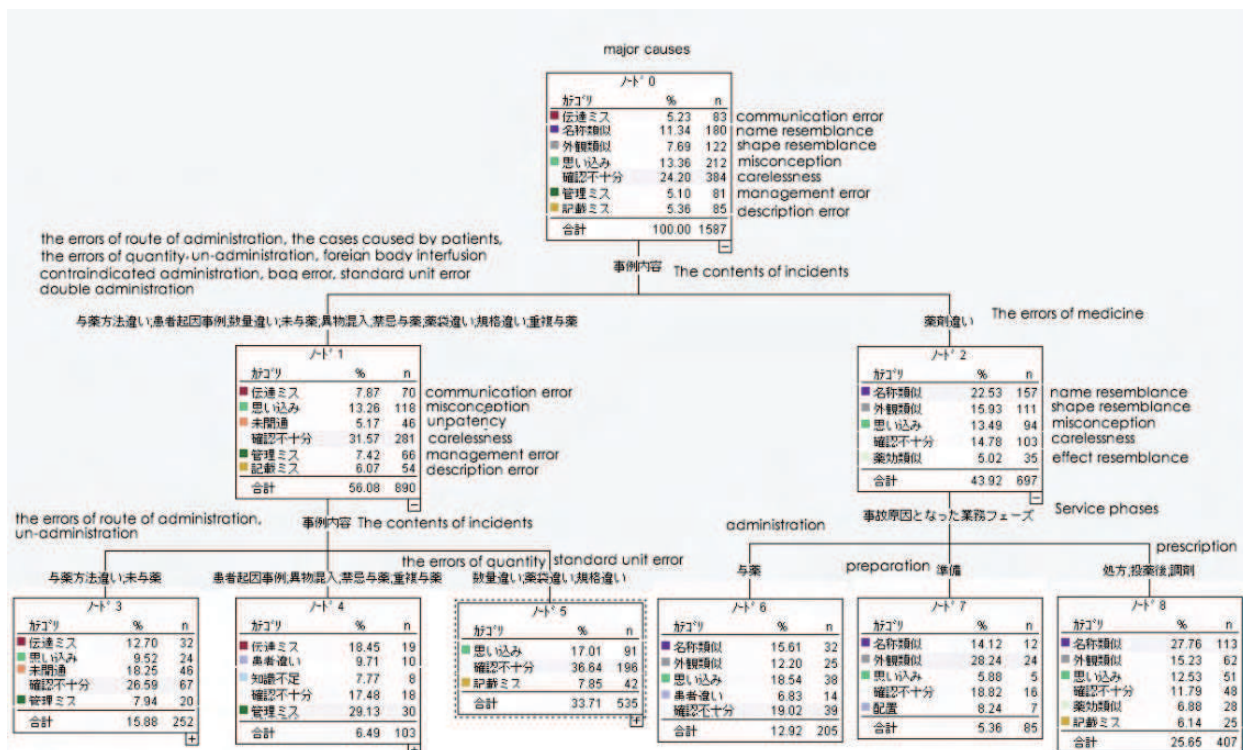 major causes
ノード 0
カテゴリ % n
伝達ミス 5.23 83 communication error
名称類似 11.34 180 name resemblance
外観類似 7.69 122 shape resemblance
思い込み 13.36 212 misconception
確認不十分 24.20 384 carelessness
管理ミス 5.10 81 management error
記載ミス 5.36 85 description error
合計 100.00 1587
the errors of route of administration, the cases caused by patients,
the errors of quantity, un-administration, foreian body interfusion
contraindicated administration, bag error, standard unit error
double administration
事例内容 The contents of incidents
与薬方法違い;患者起因事例;数量違い;未与薬;異物混入;禁忌与薬;薬袋違い;規格違い;重複与薬
薬剤違い The errors of medicine
ノード 1
カテゴリ % n
伝達ミス 7.87 70 communication error
思い込み 13.26 118 misconception
未開通 5.17 46 unpatency
確認不十分 31.57 281 carelessness
管理ミス 7.42 66 management error
記載ミス 6.07 54 description error
合計 56.08 890
ノード 2
カテゴリ % n
名称類似 22.53 157 name resemblance
外観類似 15.93 111 shape resemblance
思い込み 13.49 94 misconception
確認不十分 14.78 103 carelessness
薬効類似 5.02 35 effect resemblance
合計 43.92 697
事例内容 The contents of incidents
事故原因となった業務フェーズ Service phases
the errors of route of administration,
un-administration
the errors of quantity standard unit error
administration
preparation
prescription
与薬方法違い;未与薬
患者起因事例;異物混入;禁忌与薬;重複与薬
数量違い;薬袋違い;規格違い
与薬
準備
処方;投薬後;調剤
ノード 3
カテゴリ % n
伝達ミス 12.70 32
思い込み 9.52 24
未開通 18.25 46
確認不十分 26.59 67
管理ミス 7.94 20
合計 15.88 252
ノード 4
カテゴリ % n
伝達ミス 18.45 19
患者違い 9.71 10
知識不足 7.77 8
確認不十分 17.48 18
管理ミス 29.13 30
合計 6.49 103
ノード 5
カテゴリ % n
思い込み 17.01 91
確認不十分 36.64 196
記載ミス 7.85 42
合計 33.71 535
ノード 6
カテゴリ % n
名称類似 15.61 32
外観類似 12.20 25
思い込み 18.54 38
患者違い 6.83 14
確認不十分 19.02 39
合計 12.92 205
ノード 7
カテゴリ % n
名称類似 14.12 12
外観類似 28.24 24
思い込み 5.88 5
確認不十分 18.82 16
配置 8.24 7
合計 5.36 85
ノード 8
カテゴリ % n
名称類似 27.76 113
外観類似 15.23 62
思い込み 12.53 51
確認不十分 11.79 48
薬効類似 6.88 28
記載ミス 6.14 25
合計 25.65 407